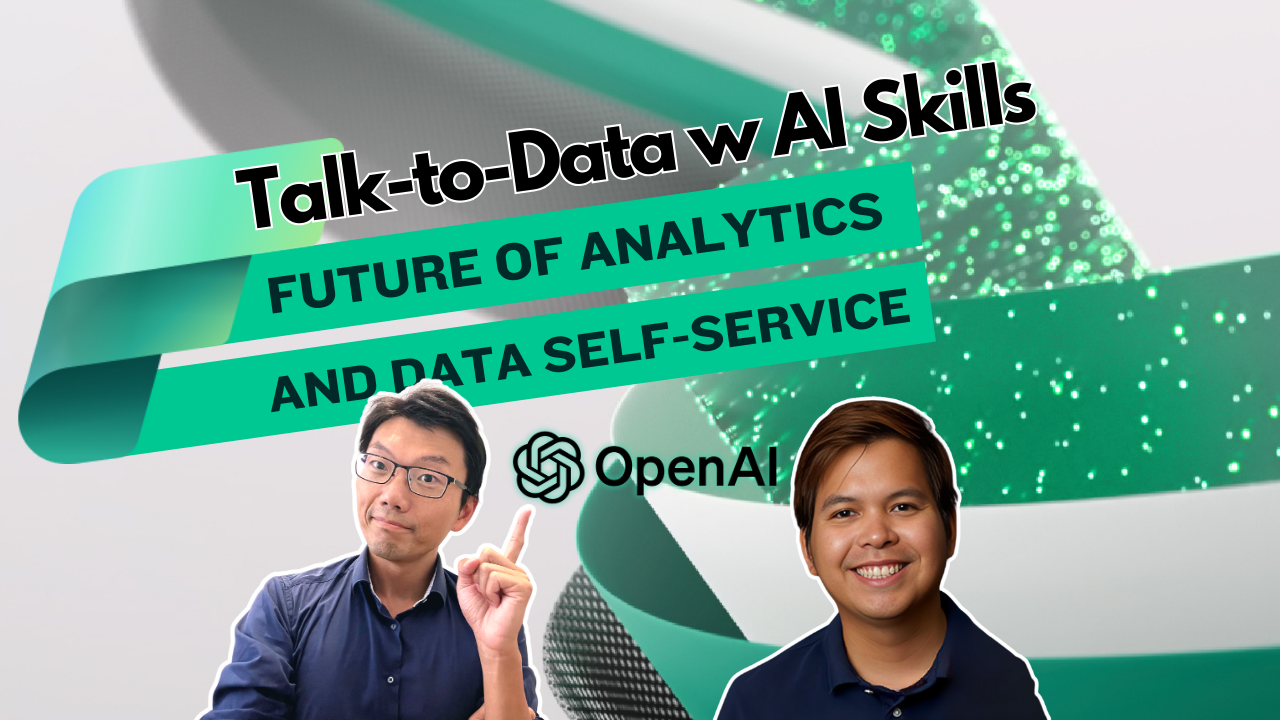 Talk-to-Data w AI Skills
FUTURE OF ANALYTICS
AND DATA SELF-SERVICE
OpenAI